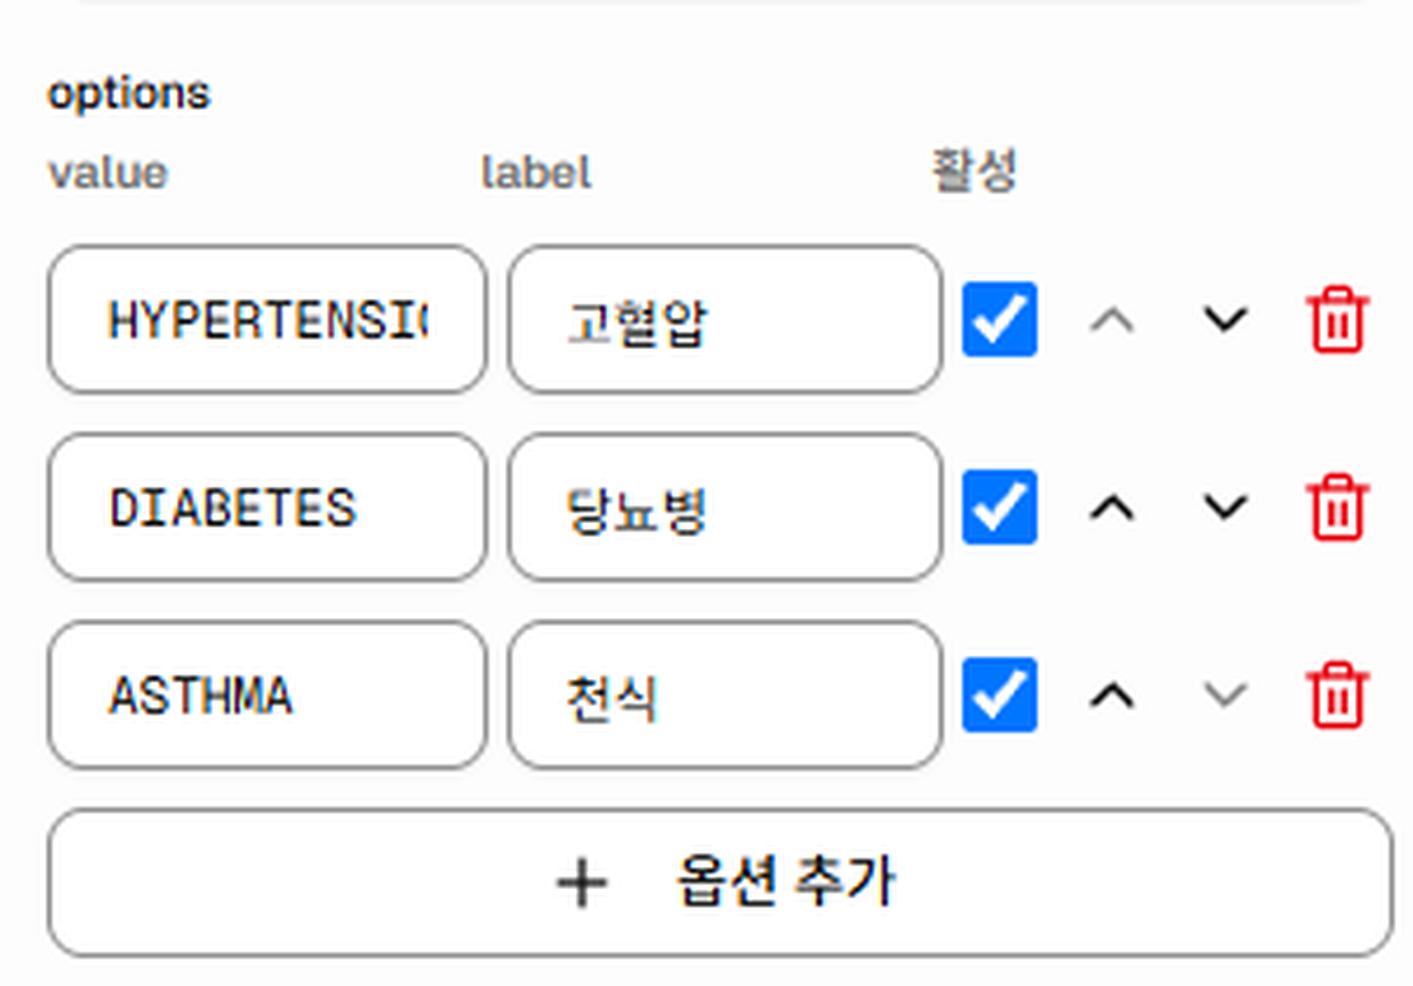 options
value label 활성
HYPERTENSI 고혈압
DIABETES 당뇨병
ASTHMA 천식
+ 옵션 추가